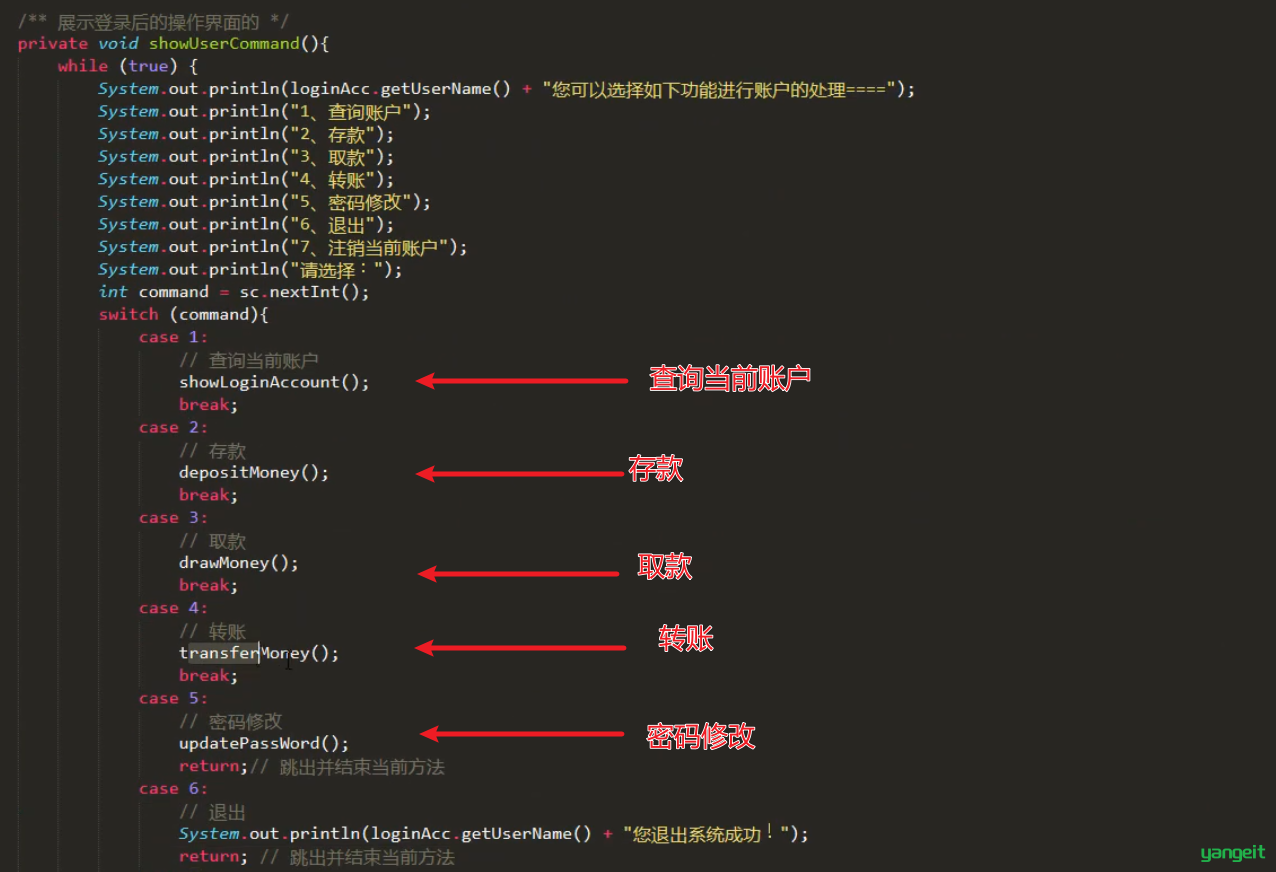 /** 展示登录后的操作界面的 */
private void showUserCommand(){
while (true) {
System.out.println(loginAcc.getUserName() + "您可以选择如下功能进行账户的处理====");
System.out.println("1、查询账户");
System.out.println("2、存款");
System.out.println("3、取款");
System.out.println("4、转账");
System.out.println("5、密码修改");
System.out.println("6、退出");
System.out.println("7、注销当前账户");
System.out.println("请选择：");
int command = sc.nextInt();
switch (command){
case 1:
// 查询当前账户
showLoginAccount(); 查询当前账户
break;
case 2:
// 存款
depositMoney(); 存款
break;
case 3:
// 取款
drawMoney(); 取款
break;
case 4:
// 转账
transferMoney(); 转账
break;
case 5:
// 密码修改
updatePassWord(); 密码修改
return;// 跳出并结束当前方法
case 6:
// 退出
System.out.println(loginAcc.getUserName() + "您退出系统成功！");
return; // 跳出并结束当前方法
yangeit